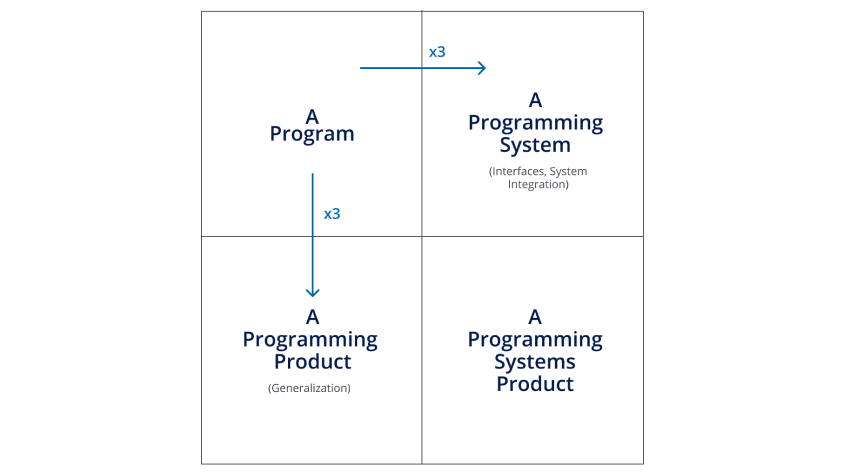 x3
A
Program
A
Programming
System
(Interfaces, System
Integration)
x3
A
Programming
Product
(Generalization)
A
Programming
Systems
Product